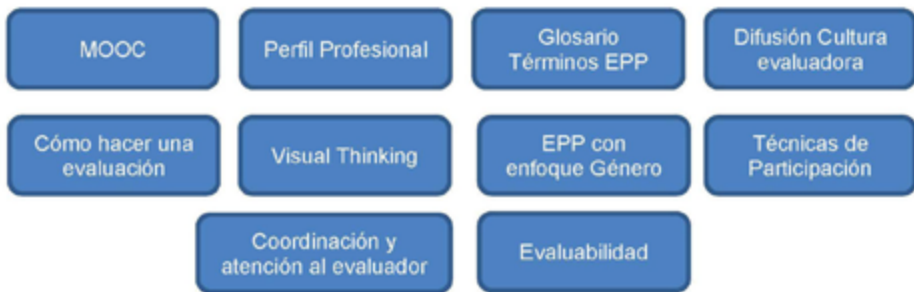 MOOC
Perfil Profesional
Glosario
Términos EPP
Difusión Cultura
evaluadora
Cómo hacer una
evaluación
Visual Thinking
EPP con
enfoque Género
Técnicas de
Participación
Coordinación y
atención al evaluador
Evaluabilidad